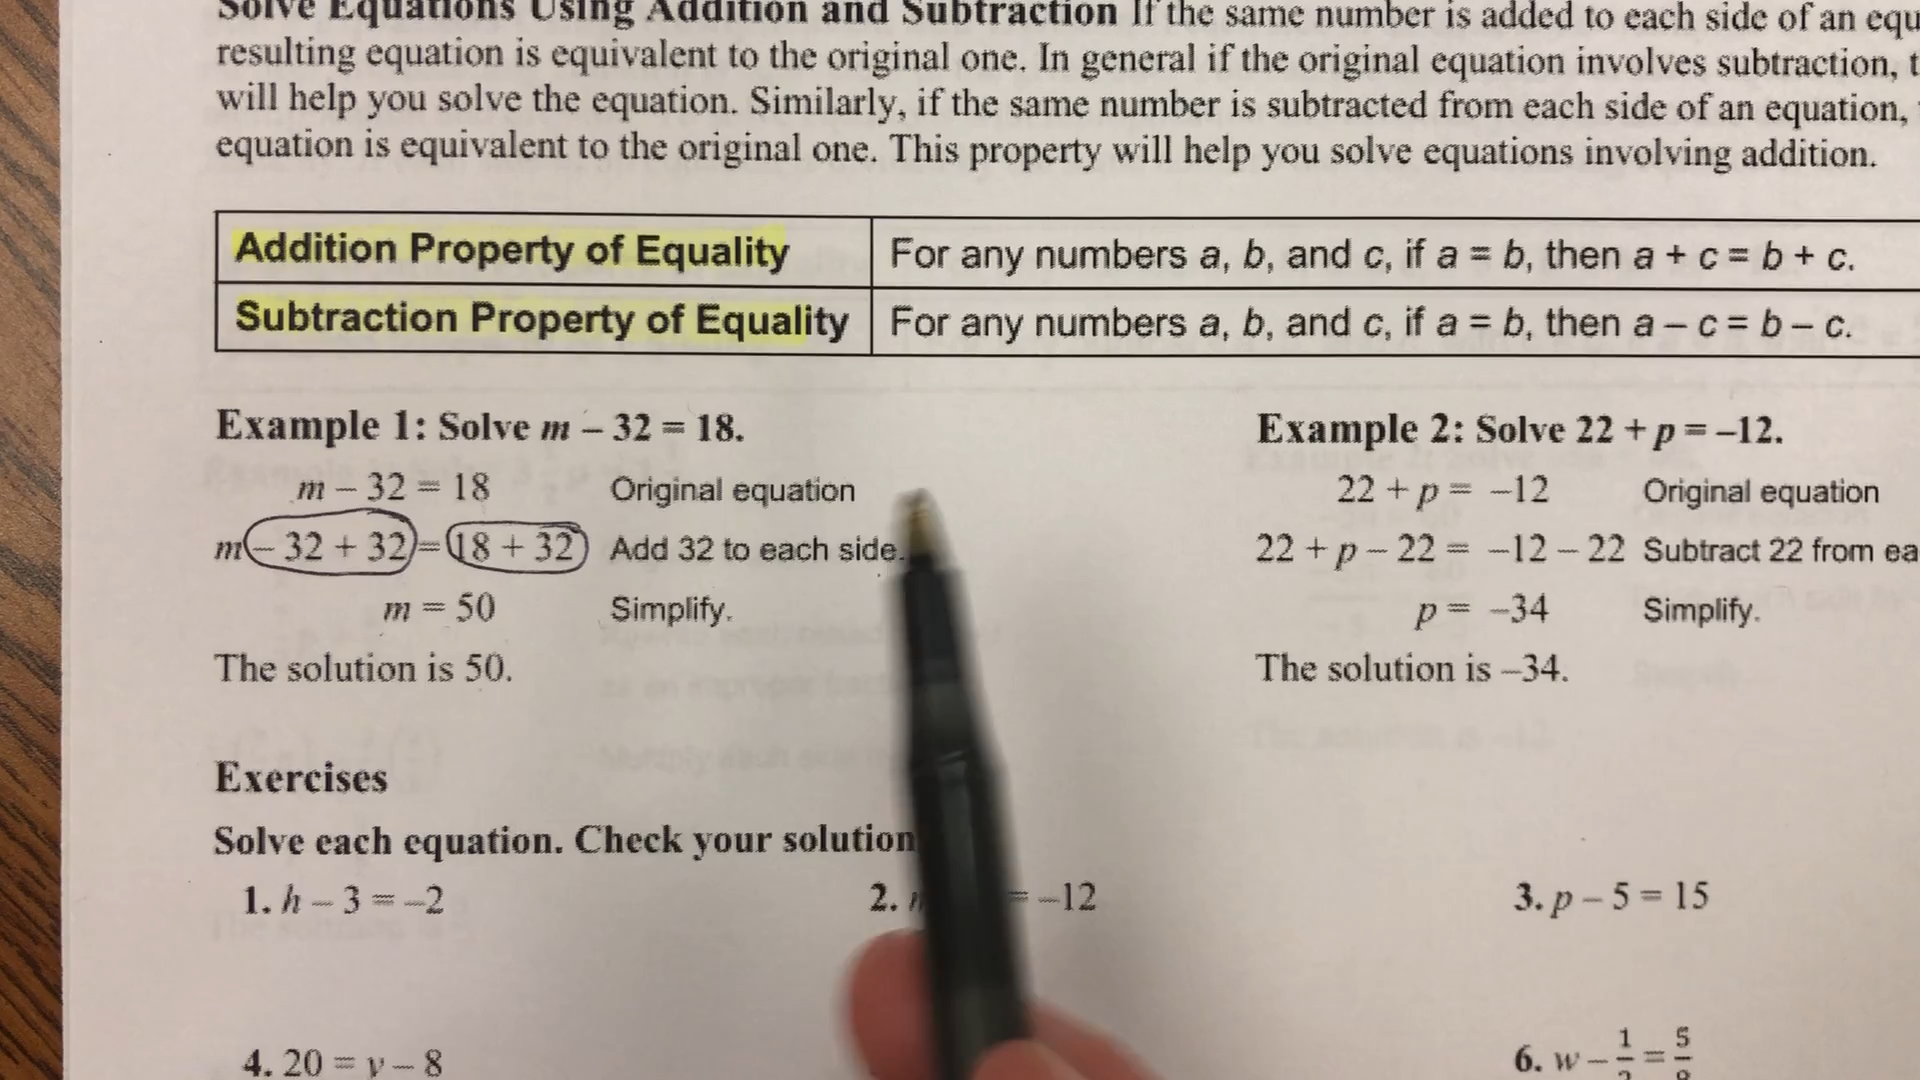 Solve Equations Using Addition and Subtraction If the same number is added to each side of an equ
resulting equation is equivalent to the original one. In general if the original equation involves subtraction, t
will help you solve the equation. Similarly, if the same number is subtracted from each side of an equation,
equation is equivalent to the original one. This property will help you solve equations involving addition.
Addition Property of Equality For any numbers a, b, and c, if a = b, then a + c = b + c.
Subtraction Property of Equality For any numbers a, b, and c, if a = b, then a – c = b – c.
Example 1: Solve m – 32 = 18.
m – 32 = 18 Original equation
m – 32 + 32 = 18 + 32 Add 32 to each side.
m = 50 Simplify.
The solution is 50.
Example 2: Solve 22 + p = –12.
22 + p = –12 Original equation
22 + p – 22 = –12 – 22 Subtract 22 from ea
p = –34 Simplify.
The solution is –34.
Exercises
Solve each equation. Check your solution
1. h – 3 = –2
2. = –12
3. p – 5 = 15
4. 20 = y – 8
6. w – 1/2 = 5/8